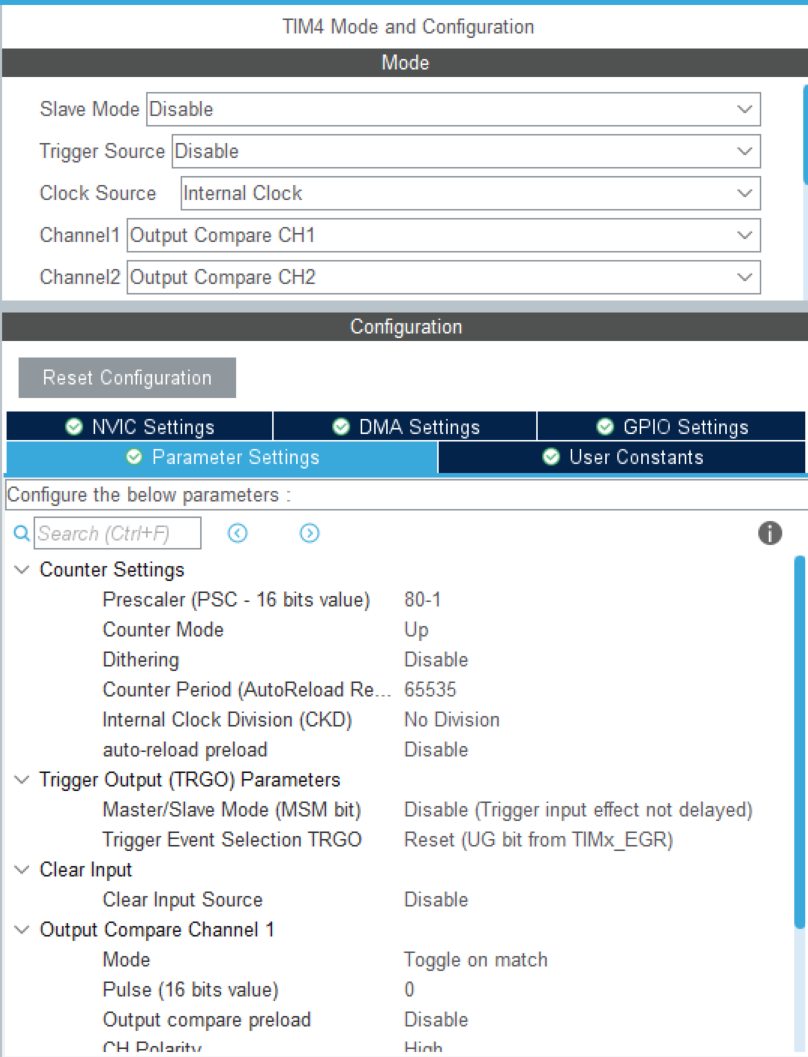 TIM4 Mode and Configuration
Mode
Slave Mode Disable
Trigger Source Disable
Clock Source Internal Clock
Channel1 Output Compare CH1
Channel2 Output Compare CH2
Configuration
Reset Configuration
NVIC Settings DMA Settings GPIO Settings
Parameter Settings User Constants
Configure the below parameters :
Search (Ctrl+F)
Counter Settings
Prescaler (PSC - 16 bits value) 80-1
Counter Mode Up
Dithering Disable
Counter Period (AutoReload Re... 65535
Internal Clock Division (CKD) No Division
auto-reload preload Disable
Trigger Output (TRGO) Parameters
Master/Slave Mode (MSM bit) Disable (Trigger input effect not delayed)
Trigger Event Selection TRGO Reset (UG bit from TIMx_EGR)
Clear Input
Clear Input Source Disable
Output Compare Channel 1
Mode Toggle on match
Pulse (16 bits value) 0
Output compare preload Disable
CH Polarity High